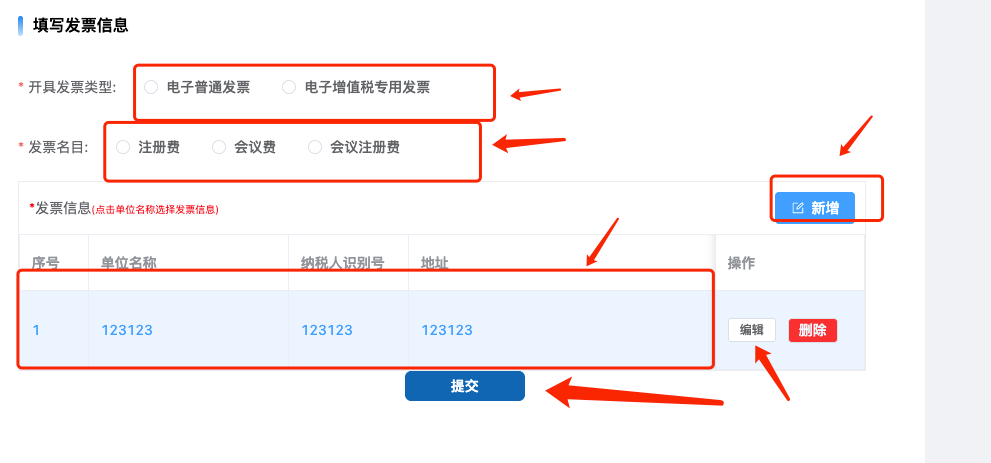 填写发票信息
* 开具发票类型: 电子普通发票 电子增值税专用发票
* 发票名目: 注册费 会议费 会议注册费
*发票信息(点击单位名称选择发票信息) 新增
序号 单位名称 纳税人识别号 地址 操作
1 123123 123123 123123 编辑 删除
提交